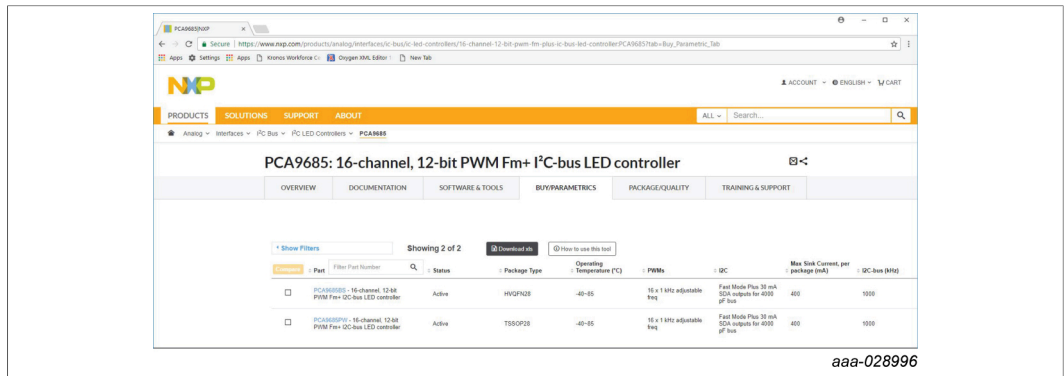 PCA9685|NXP
Secure | https://www.nxp.com/products/analog/interfaces/ic-bus/ic-led-controllers/16-channel-12-bit-pwm-fm-plus-ic-bus-led-controller:PCA9685?tab=Buy_Parametric_Tab
Apps Settings Apps Kronos Workforce Ce Oxygen XML Editor New Tab
NXP
ACCOUNT ENGLISH CART
PRODUCTS SOLUTIONS SUPPORT ABOUT ALL Search...
Analog Interfaces I²C Bus I²C LED Controllers PCA9685
PCA9685: 16-channel, 12-bit PWM Fm+ I²C-bus LED controller
OVERVIEW DOCUMENTATION SOFTWARE & TOOLS BUY/PARAMETRICS PACKAGE/QUALITY TRAINING & SUPPORT
Show Filters Showing 2 of 2 Download xls How to use this tool
Compare Part Filter Part Number Status Package Type Operating Temperature (°C) PWMs I2C Max Sink Current, per package (mA) I2C-bus (kHz)
PCA9685BS - 16-channel, 12-bit PWM Fm+ I2C-bus LED controller Active HVQFN28 -40~85 16 x 1 kHz adjustable freq Fast Mode Plus 30 mA SDA outputs for 4000 pF bus 400 1000
PCA9685PW - 16-channel, 12-bit PWM Fm+ I2C-bus LED controller Active TSSOP28 -40~85 16 x 1 kHz adjustable freq Fast Mode Plus 30 mA SDA outputs for 4000 pF bus 400 1000
aaa-028996